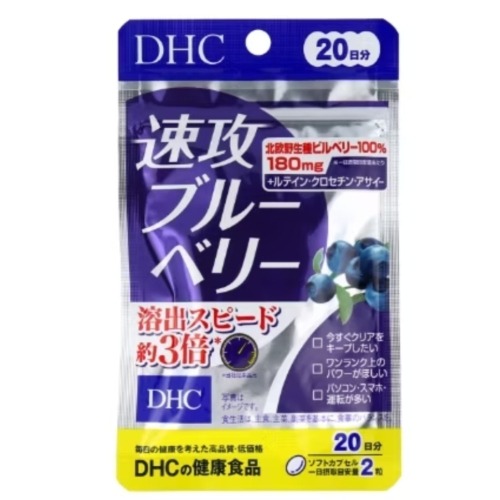 DHC
20日分
速攻
ブルー
ベリー
北欧野生種ビルベリー100%
180mg
+ルテイン・クロセチン・アサイー
溶出スピード
約3倍*
DHC
写真は
イメージです。
今すぐクリアを
キープしたい
ワンランク上の
パワーがほしい
パソコン・スマホ・
運転が多い
毎日の健康を考えた高品質・低価格
DHCの健康食品
20日分
ソフトカプセル
一日摂取目安量2粒